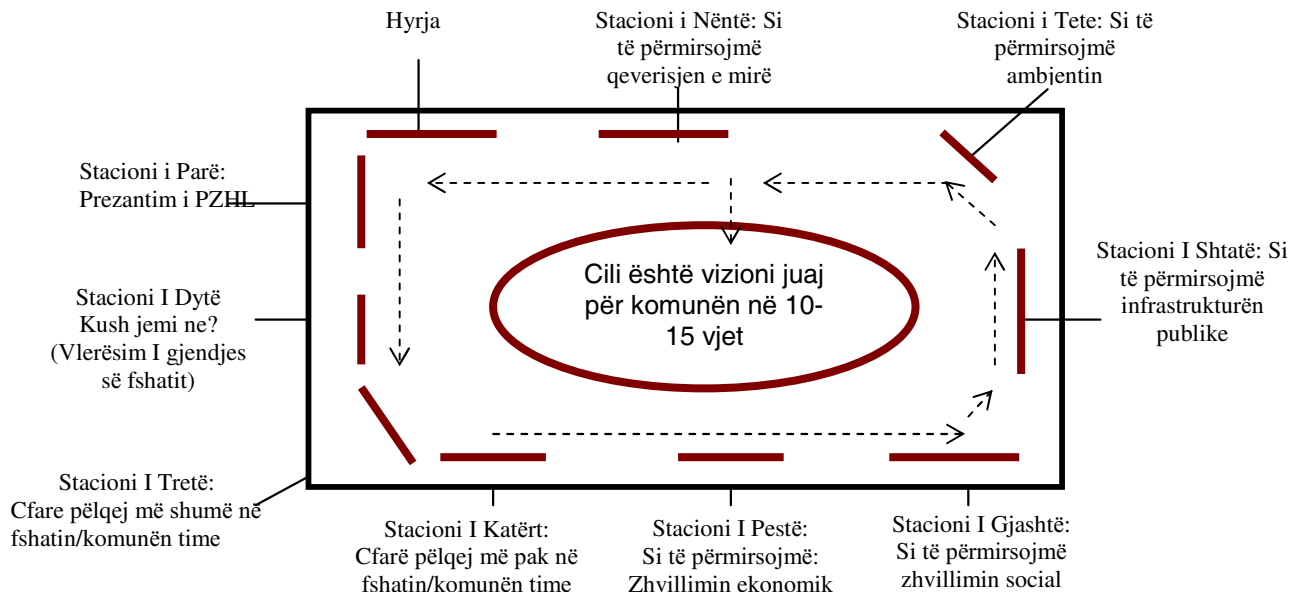 Hyrja
Stacioni i Nëntë: Si
të përmirsojmë
qeverisjen e mirë
Stacioni i Tete: Si të
përmirsojmë
ambjentin
Stacioni i Parë:
Prezantim i PZHL
Stacioni I Dytë
Kush jemi ne?
(Vlerësim I gjendjes
së fshatit)
Cili është vizioni juaj
për komunën në 10-
15 vjet
Stacioni I Shtatë: Si
të përmirsojmë
infrastrukturën
publike
Stacioni I Tretë:
Cfare pëlqej më shumë në
fshatin/komunën time
Stacioni I Katërt:
Cfarë pëlqej më pak në
fshatin/komunën time
Stacioni I Pestë:
Si të përmirsojmë:
Zhvillimin ekonomik
Stacioni I Gjashtë:
Si të përmirsojmë
zhvillimin social